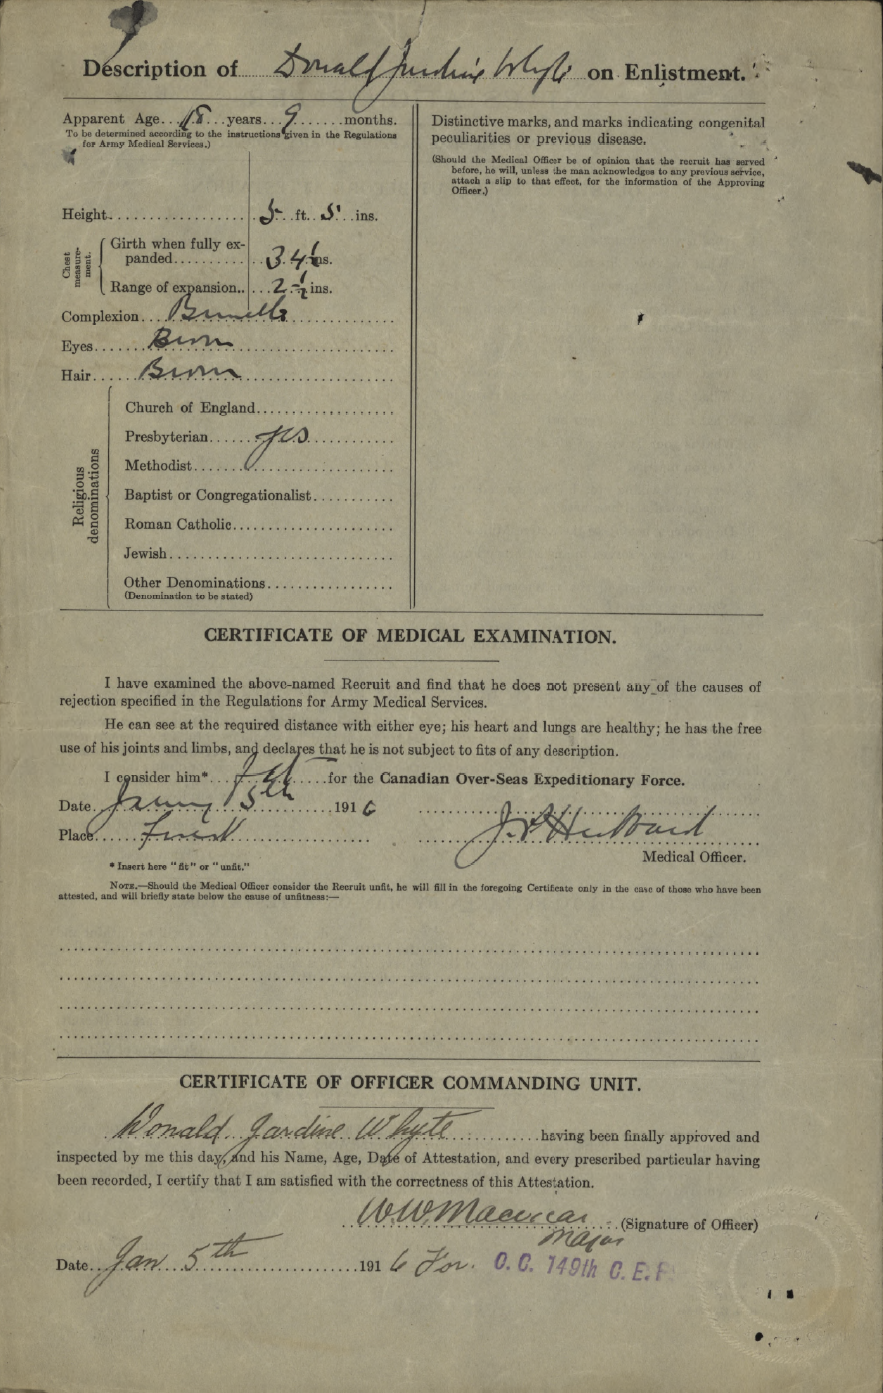 Description of Donald Jardine Whyte on Enlistment.
Apparent Age 18 years 9 months.
To be determined according to the instructions given in the Regulations
for Army Medical Services.)
Height 5 ft. 5 ins.
Chest measure-ment.
Girth when fully ex-
panded 34½ ins.
Range of expansion.. 2½ ins.
Complexion Brunette
Eyes Brown
Hair Brown
Religious denominations
Church of England
Presbyterian yes
Methodist
Baptist or Congregationalist
Roman Catholic
Jewish
Other Denominations
(Denomination to be stated)
Distinctive marks, and marks indicating congenital
peculiarities or previous disease.
(Should the Medical Officer be of opinion that the recruit has served
before, he will, unless the man acknowledges to any previous service,
attach a slip to that effect, for the information of the Approving
Officer.)
CERTIFICATE OF MEDICAL EXAMINATION.
I have examined the above-named Recruit and find that he does not present any of the causes of
rejection specified in the Regulations for Army Medical Services.
He can see at the required distance with either eye; his heart and lungs are healthy; he has the free
use of his joints and limbs, and declares that he is not subject to fits of any description.
I consider him* fit for the Canadian Over-Seas Expeditionary Force.
Date 5th 1916
Place Forest
Medical Officer.
* Insert here "fit" or "unfit."
NOTE.—Should the Medical Officer consider the Recruit unfit, he will fill in the foregoing Certificate only in the case of those who have been
attested, and will briefly state below the cause of unfitness:—
CERTIFICATE OF OFFICER COMMANDING UNIT.
Donald Jardine Whyte having been finally approved and
inspected by me this day, and his Name, Age, Date of Attestation, and every prescribed particular having
been recorded, I certify that I am satisfied with the correctness of this Attestation.
(Signature of Officer)
Major
Date Jan 5th 1916 For O.C. 149th C.E.F.